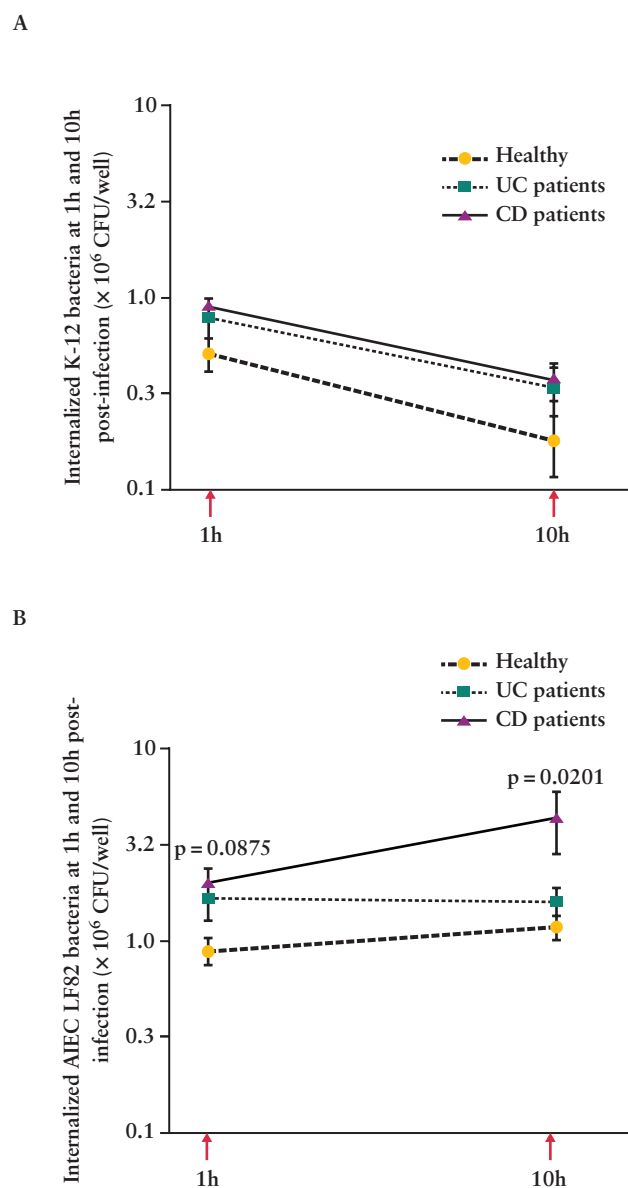 A
Internalized K-12 bacteria at 1h and 10h
post-infection (× 10⁶ CFU/well)
10
3.2
1.0
0.3
0.1
Healthy
UC patients
CD patients
1h
10h
B
Internalized AIEC LF82 bacteria at 1h and 10h post-
infection (× 10⁶ CFU/well)
Healthy
UC patients
CD patients
10
3.2
1.0
0.3
0.1
p = 0.0875
p = 0.0201
1h
10h